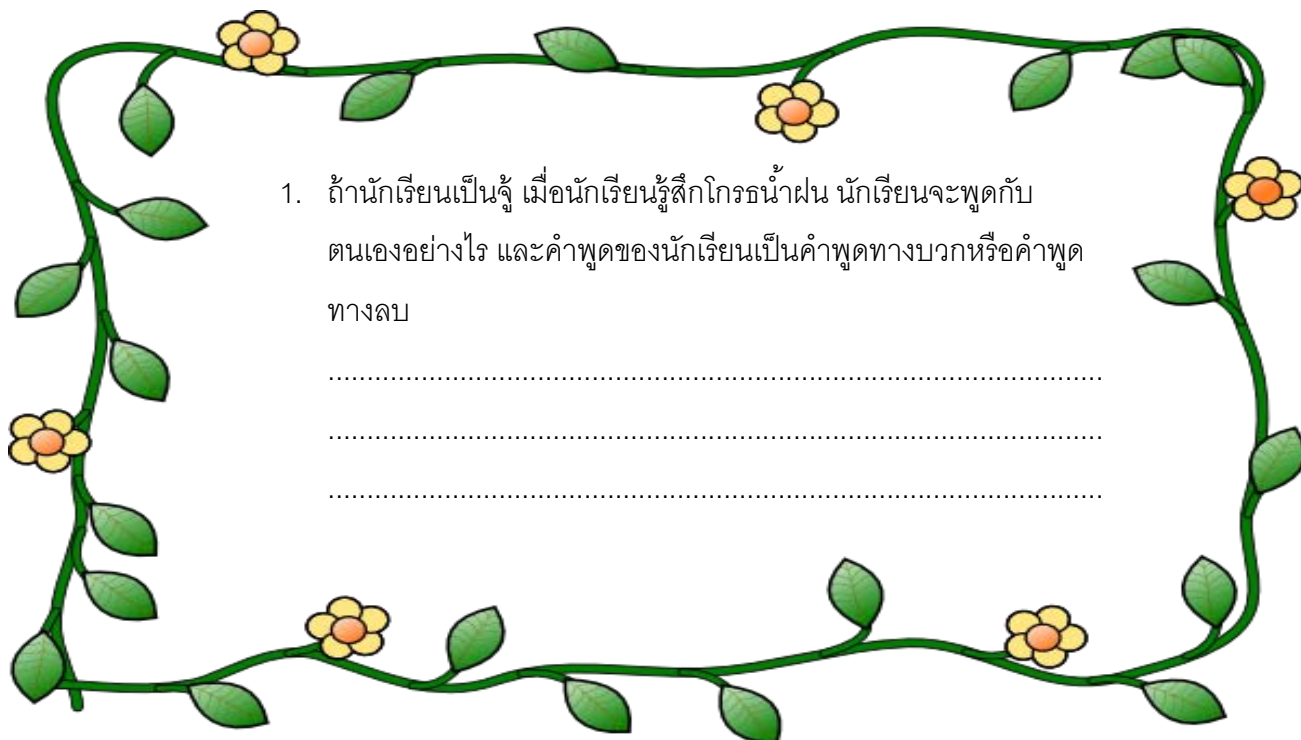 1. ถ้านักเรียนเป็นจู้ เมื่อนักเรียนรู้สึกโกรธน้ำฝน นักเรียนจะพูดกับ
ตนเองอย่างไร และคำพูดของนักเรียนเป็นคำพูดทางบวกหรือคำพูด
ทางลบ
....................................................................................................
....................................................................................................
....................................................................................................